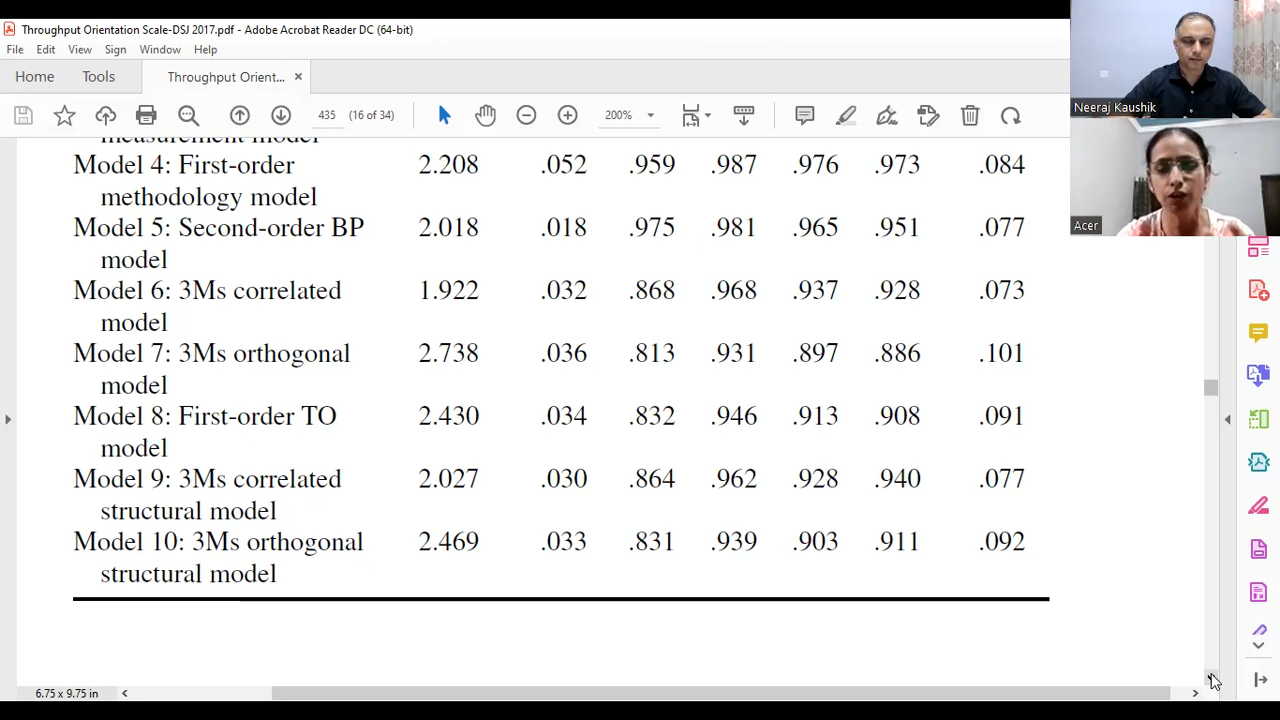 Throughput Orientation Scale-DSJ 2017.pdf - Adobe Acrobat Reader DC (64-bit)
File Edit View Sign Window Help
Home Tools Throughput Orient... ×
435 (16 of 34) 200%
Neeraj Kaushik
Acer
measurement model
Model 4: First-order 2.208 .052 .959 .987 .976 .973 .084
methodology model
Model 5: Second-order BP 2.018 .018 .975 .981 .965 .951 .077
model
Model 6: 3Ms correlated 1.922 .032 .868 .968 .937 .928 .073
model
Model 7: 3Ms orthogonal 2.738 .036 .813 .931 .897 .886 .101
model
Model 8: First-order TO 2.430 .034 .832 .946 .913 .908 .091
model
Model 9: 3Ms correlated 2.027 .030 .864 .962 .928 .940 .077
structural model
Model 10: 3Ms orthogonal 2.469 .033 .831 .939 .903 .911 .092
structural model
6.75 x 9.75 in